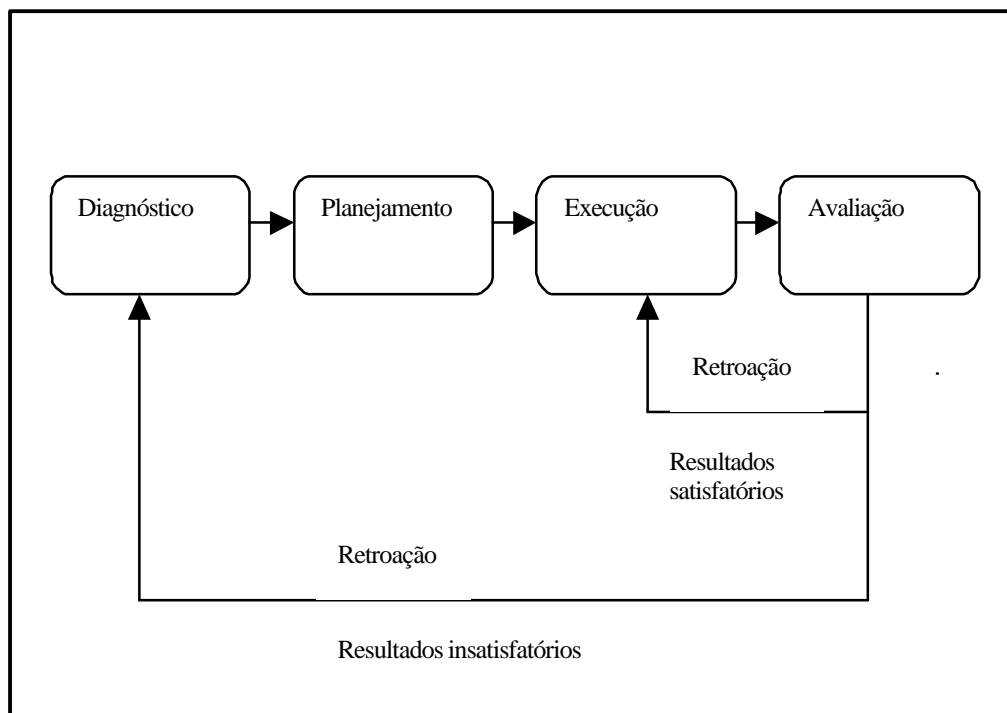 Diagnóstico
Planejamento
Execução
Avaliação
Retroação
.
Resultados
satisfatórios
Retroação
Resultados insatisfatórios